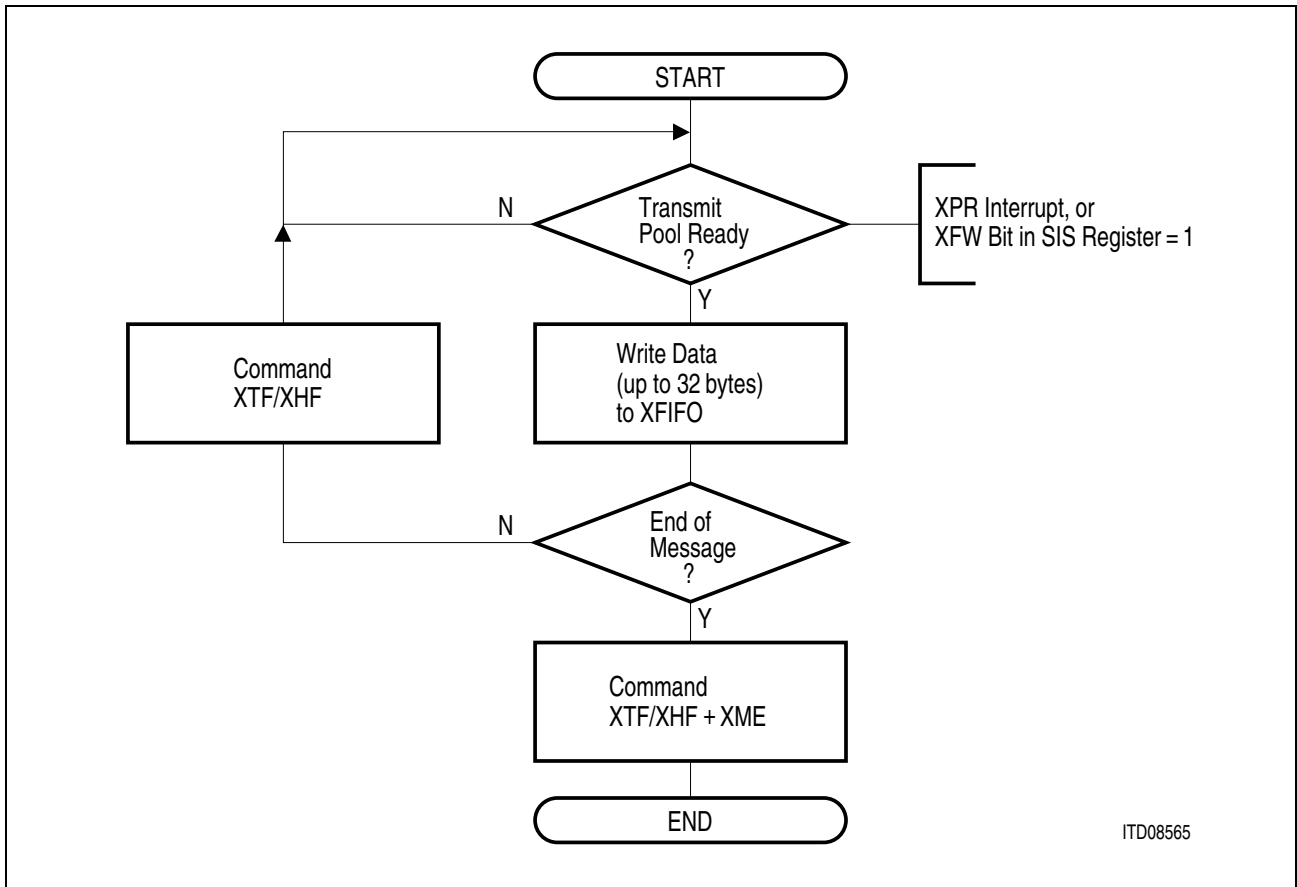 START
N
Transmit
Pool Ready
?
XPR Interrupt, or
XFW Bit in SIS Register = 1
Y
Command
XTF/XHF
Write Data
(up to 32 bytes)
to XFIFO
N
End of
Message
?
Y
Command
XTF/XHF + XME
END
ITD08565